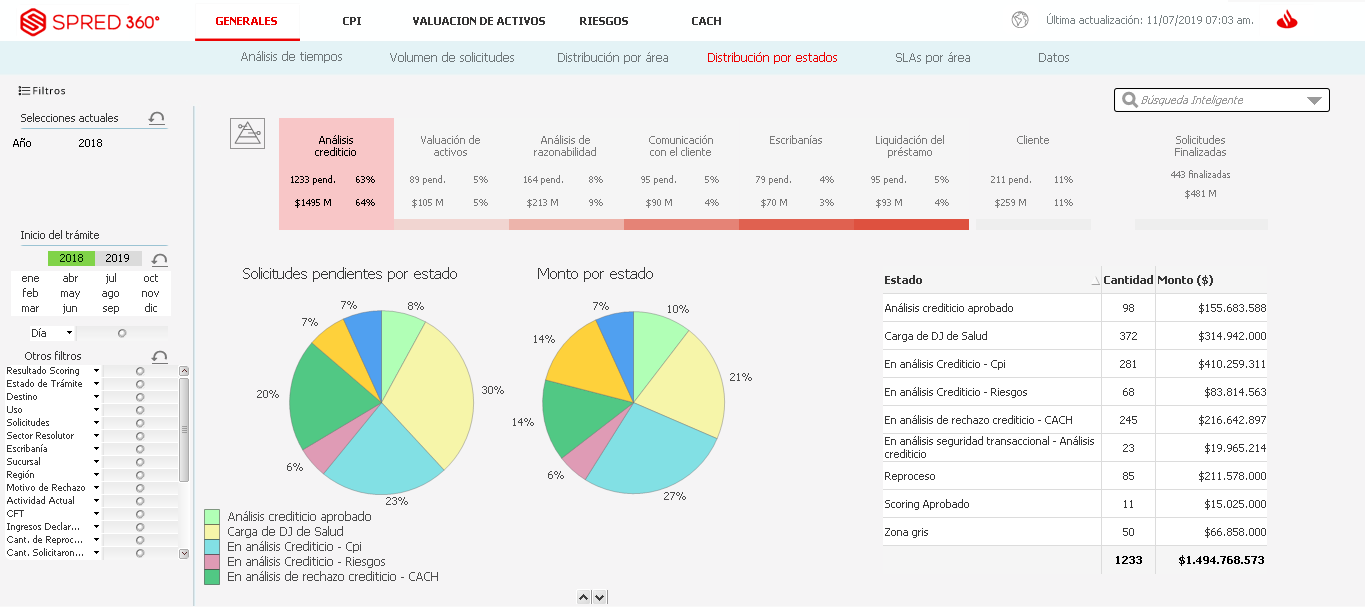 SPRED 360°
GENERALES CPI VALUACION DE ACTIVOS RIESGOS CACH
Última actualización: 11/07/2019 07:03 am.
Análisis de tiempos Volumen de solicitudes Distribución por área Distribución por estados SLAs por área Datos
Filtros
Búsqueda Inteligente
Selecciones actuales
Año 2018
Inicio del trámite
2018 2019
ene abr jul oct
feb may ago nov
mar jun sep dic
Día
Otros filtros
Resultado Scoring
Estado de Trámite
Destino
Uso
Solicitudes
Sector Resolutor
Escribanía
Sucursal
Región
Motivo de Rechazo
Actividad Actual
CFT
Ingresos Declar...
Cant. de Reproc...
Cant. Solicitaron...
Análisis
crediticio
1233 pend. 63%
$1495 M 64%
Valuación de
activos
89 pend. 5%
$105 M 5%
Análisis de
razonabilidad
164 pend. 8%
$213 M 9%
Comunicación
con el cliente
95 pend. 5%
$90 M 4%
Escribanías
79 pend. 4%
$70 M 3%
Liquidación del
préstamo
95 pend. 5%
$93 M 4%
Cliente
211 pend. 11%
$259 M 11%
Solicitudes
Finalizadas
443 finalizadas
$481 M
Solicitudes pendientes por estado
7%
8%
7%
30%
20%
6%
23%
Monto por estado
7%
10%
14%
21%
14%
6%
27%
Análisis crediticio aprobado
Carga de DJ de Salud
En análisis Crediticio - Cpi
En análisis Crediticio - Riesgos
En análisis de rechazo crediticio - CACH
Estado Cantidad Monto ($)
Análisis crediticio aprobado 98 $155.683.588
Carga de DJ de Salud 372 $314.942.000
En análisis Crediticio - Cpi 281 $410.259.311
En análisis Crediticio - Riesgos 68 $83.814.563
En análisis de rechazo crediticio - CACH 245 $216.642.897
En análisis seguridad transaccional - Análisis
crediticio 23 $19.965.214
Reproceso 85 $211.578.000
Scoring Aprobado 11 $15.025.000
Zona gris 50 $66.858.000
1233 $1.494.768.573